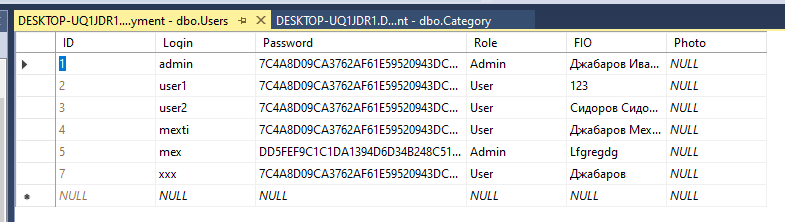 DESKTOP-UQ1JDR1....yment - dbo.Users DESKTOP-UQ1JDR1.D...nt - dbo.Category
ID Login Password Role FIO Photo
1 admin 7C4A8D09CA3762AF61E59520943DC... Admin Джабаров Ива... NULL
2 user1 7C4A8D09CA3762AF61E59520943DC... User 123 NULL
3 user2 7C4A8D09CA3762AF61E59520943DC... User Сидоров Сидо... NULL
4 mexti 7C4A8D09CA3762AF61E59520943DC... User Джабаров Мех... NULL
5 mex DD5FEF9C1C1DA1394D6D34B248C51... Admin Lfgregdg NULL
7 xxx 7C4A8D09CA3762AF61E59520943DC... User Джабаров NULL
NULL NULL NULL NULL NULL NULL